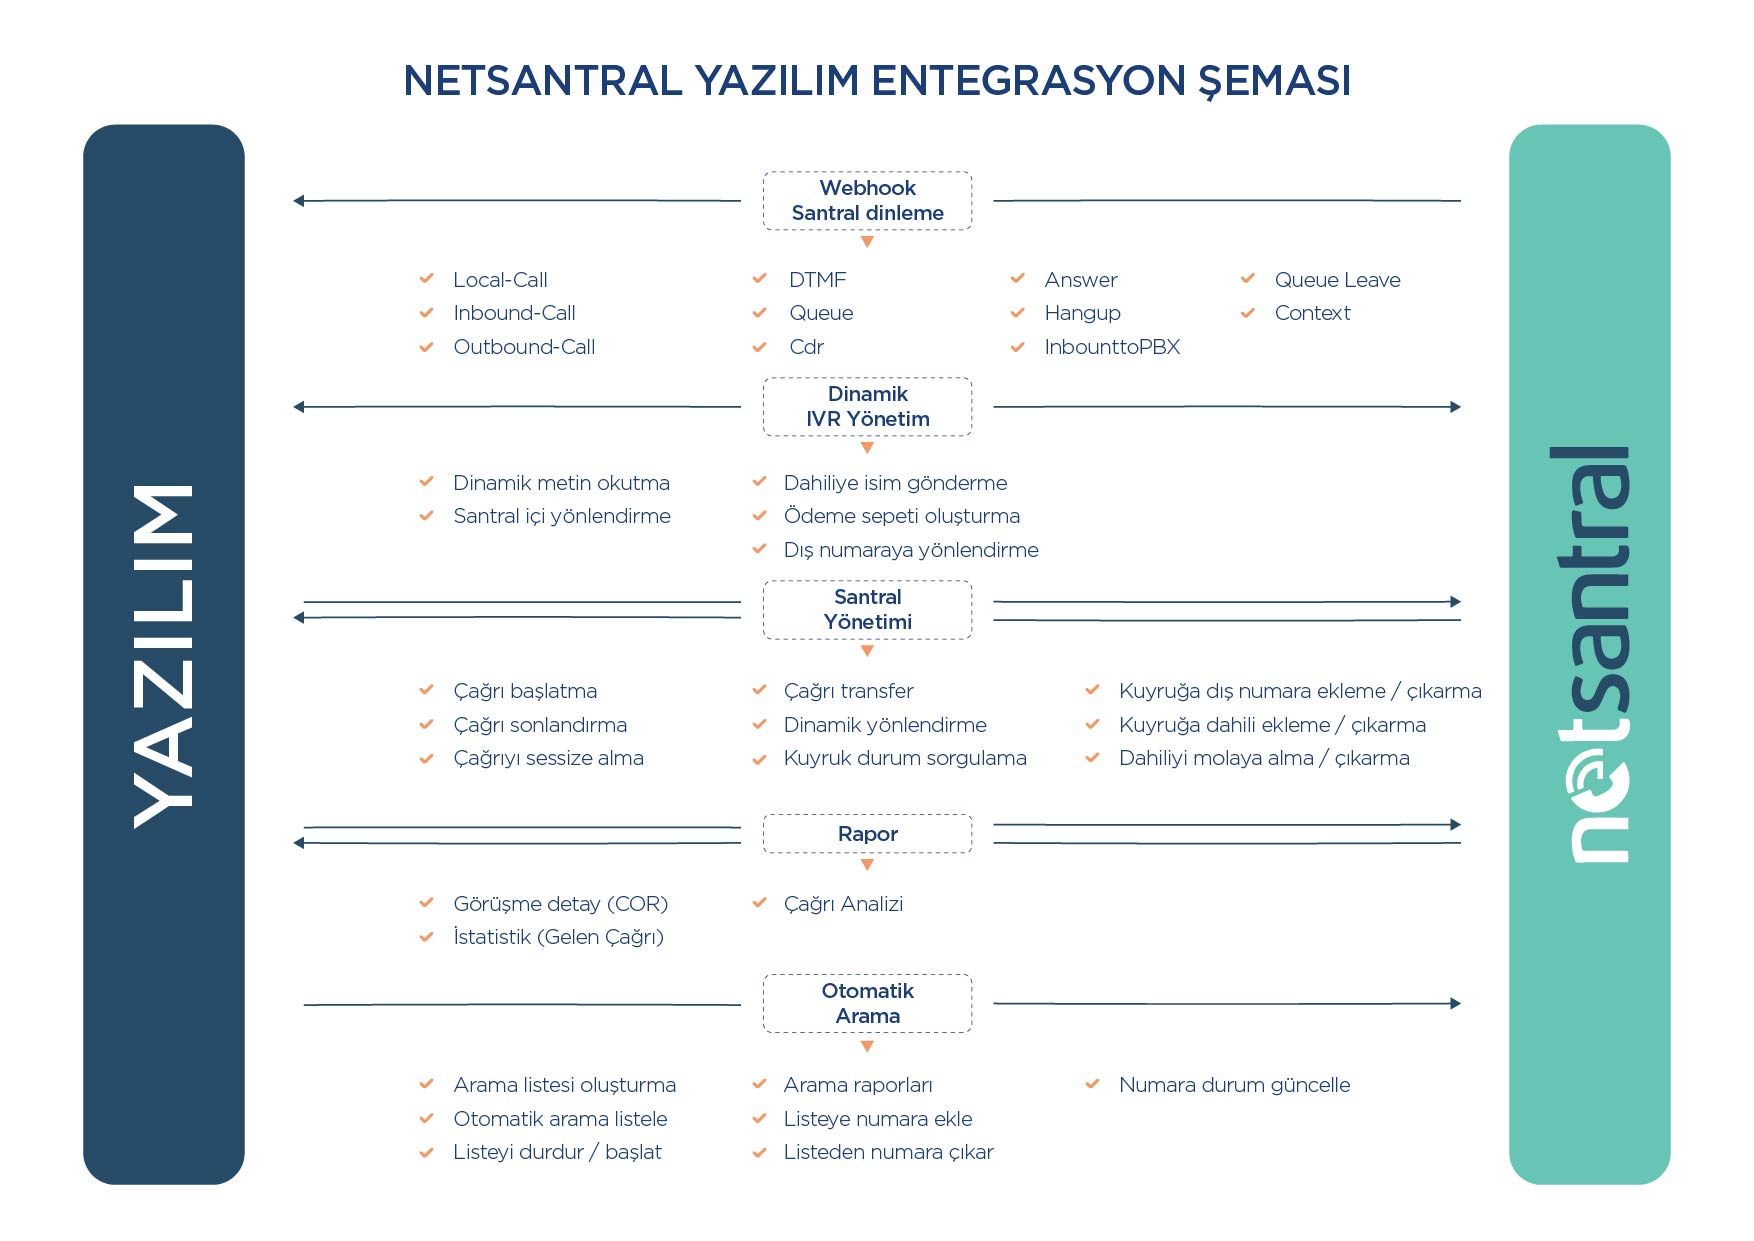 NETSANTRAL YAZILIM ENTEGRASYON ŞEMASI
YAZILIM
Webhook
Santral dinleme
Local-Call
Inbound-Call
Outbound-Call
DTMF
Queue
Cdr
Answer
Hangup
InbounttoPBX
Queue Leave
Context
Dinamik
IVR Yönetim
Dinamik metin okutma
Santral içi yönlendirme
Dahiliye isim gönderme
Ödeme sepeti oluşturma
Dış numaraya yönlendirme
Santral
Yönetimi
Çağrı başlatma
Çağrı sonlandırma
Çağrıyı sessize alma
Çağrı transfer
Dinamik yönlendirme
Kuyruk durum sorgulama
Kuyruğa dış numara ekleme / çıkarma
Kuyruğa dahili ekleme / çıkarma
Dahiliyi molaya alma / çıkarma
Rapor
Görüşme detay (COR)
İstatistik (Gelen Çağrı)
Çağrı Analizi
Otomatik
Arama
Arama listesi oluşturma
Otomatik arama listele
Listeyi durdur / başlat
Arama raporları
Listeye numara ekle
Listeden numara çıkar
Numara durum güncelle
netsantral